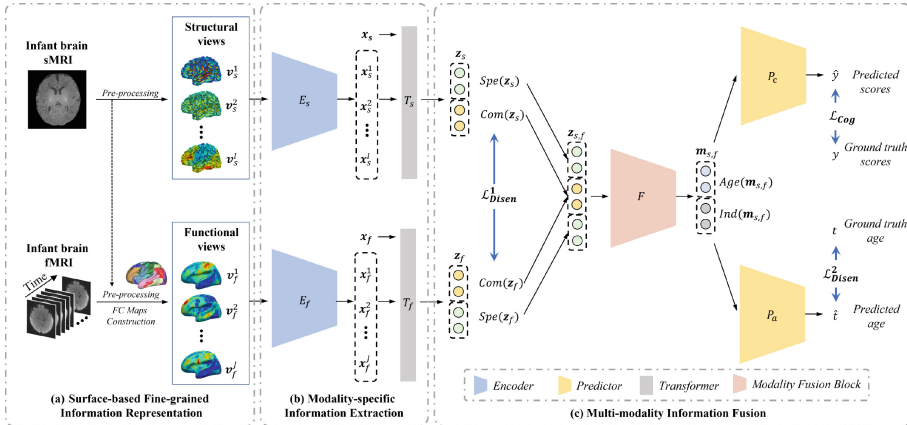 Infant brain
sMRI
Pre-processing
Structural
views
𝒗_s^1
𝒗_s^2
𝒗_s^i
Infant brain
fMRI
Time
Pre-processing
FC Maps
Construction
Functional
views
𝒗_f^1
𝒗_f^2
𝒗_f^j
(a) Surface-based Fine-grained
Information Representation
E_s
x_s
x_s^1
x_s^2
x_s^i
T_s
E_f
x_f
x_f^1
x_f^2
x_f^j
T_f
(b) Modality-specific
Information Extraction
z_s
Spe(z_s)
Com(z_s)
ℒ_Disen^1
z_f
Com(z_f)
Spe(z_f)
z_s,f
F
m_s,f
Age(m_s,f)
Ind(m_s,f)
P_c
ŷ Predicted
scores
ℒ_Cog
y Ground truth
scores
t Ground truth
age
ℒ_Disen^2
t̂ Predicted
age
P_a
Encoder Predictor Transformer Modality Fusion Block
(c) Multi-modality Information Fusion